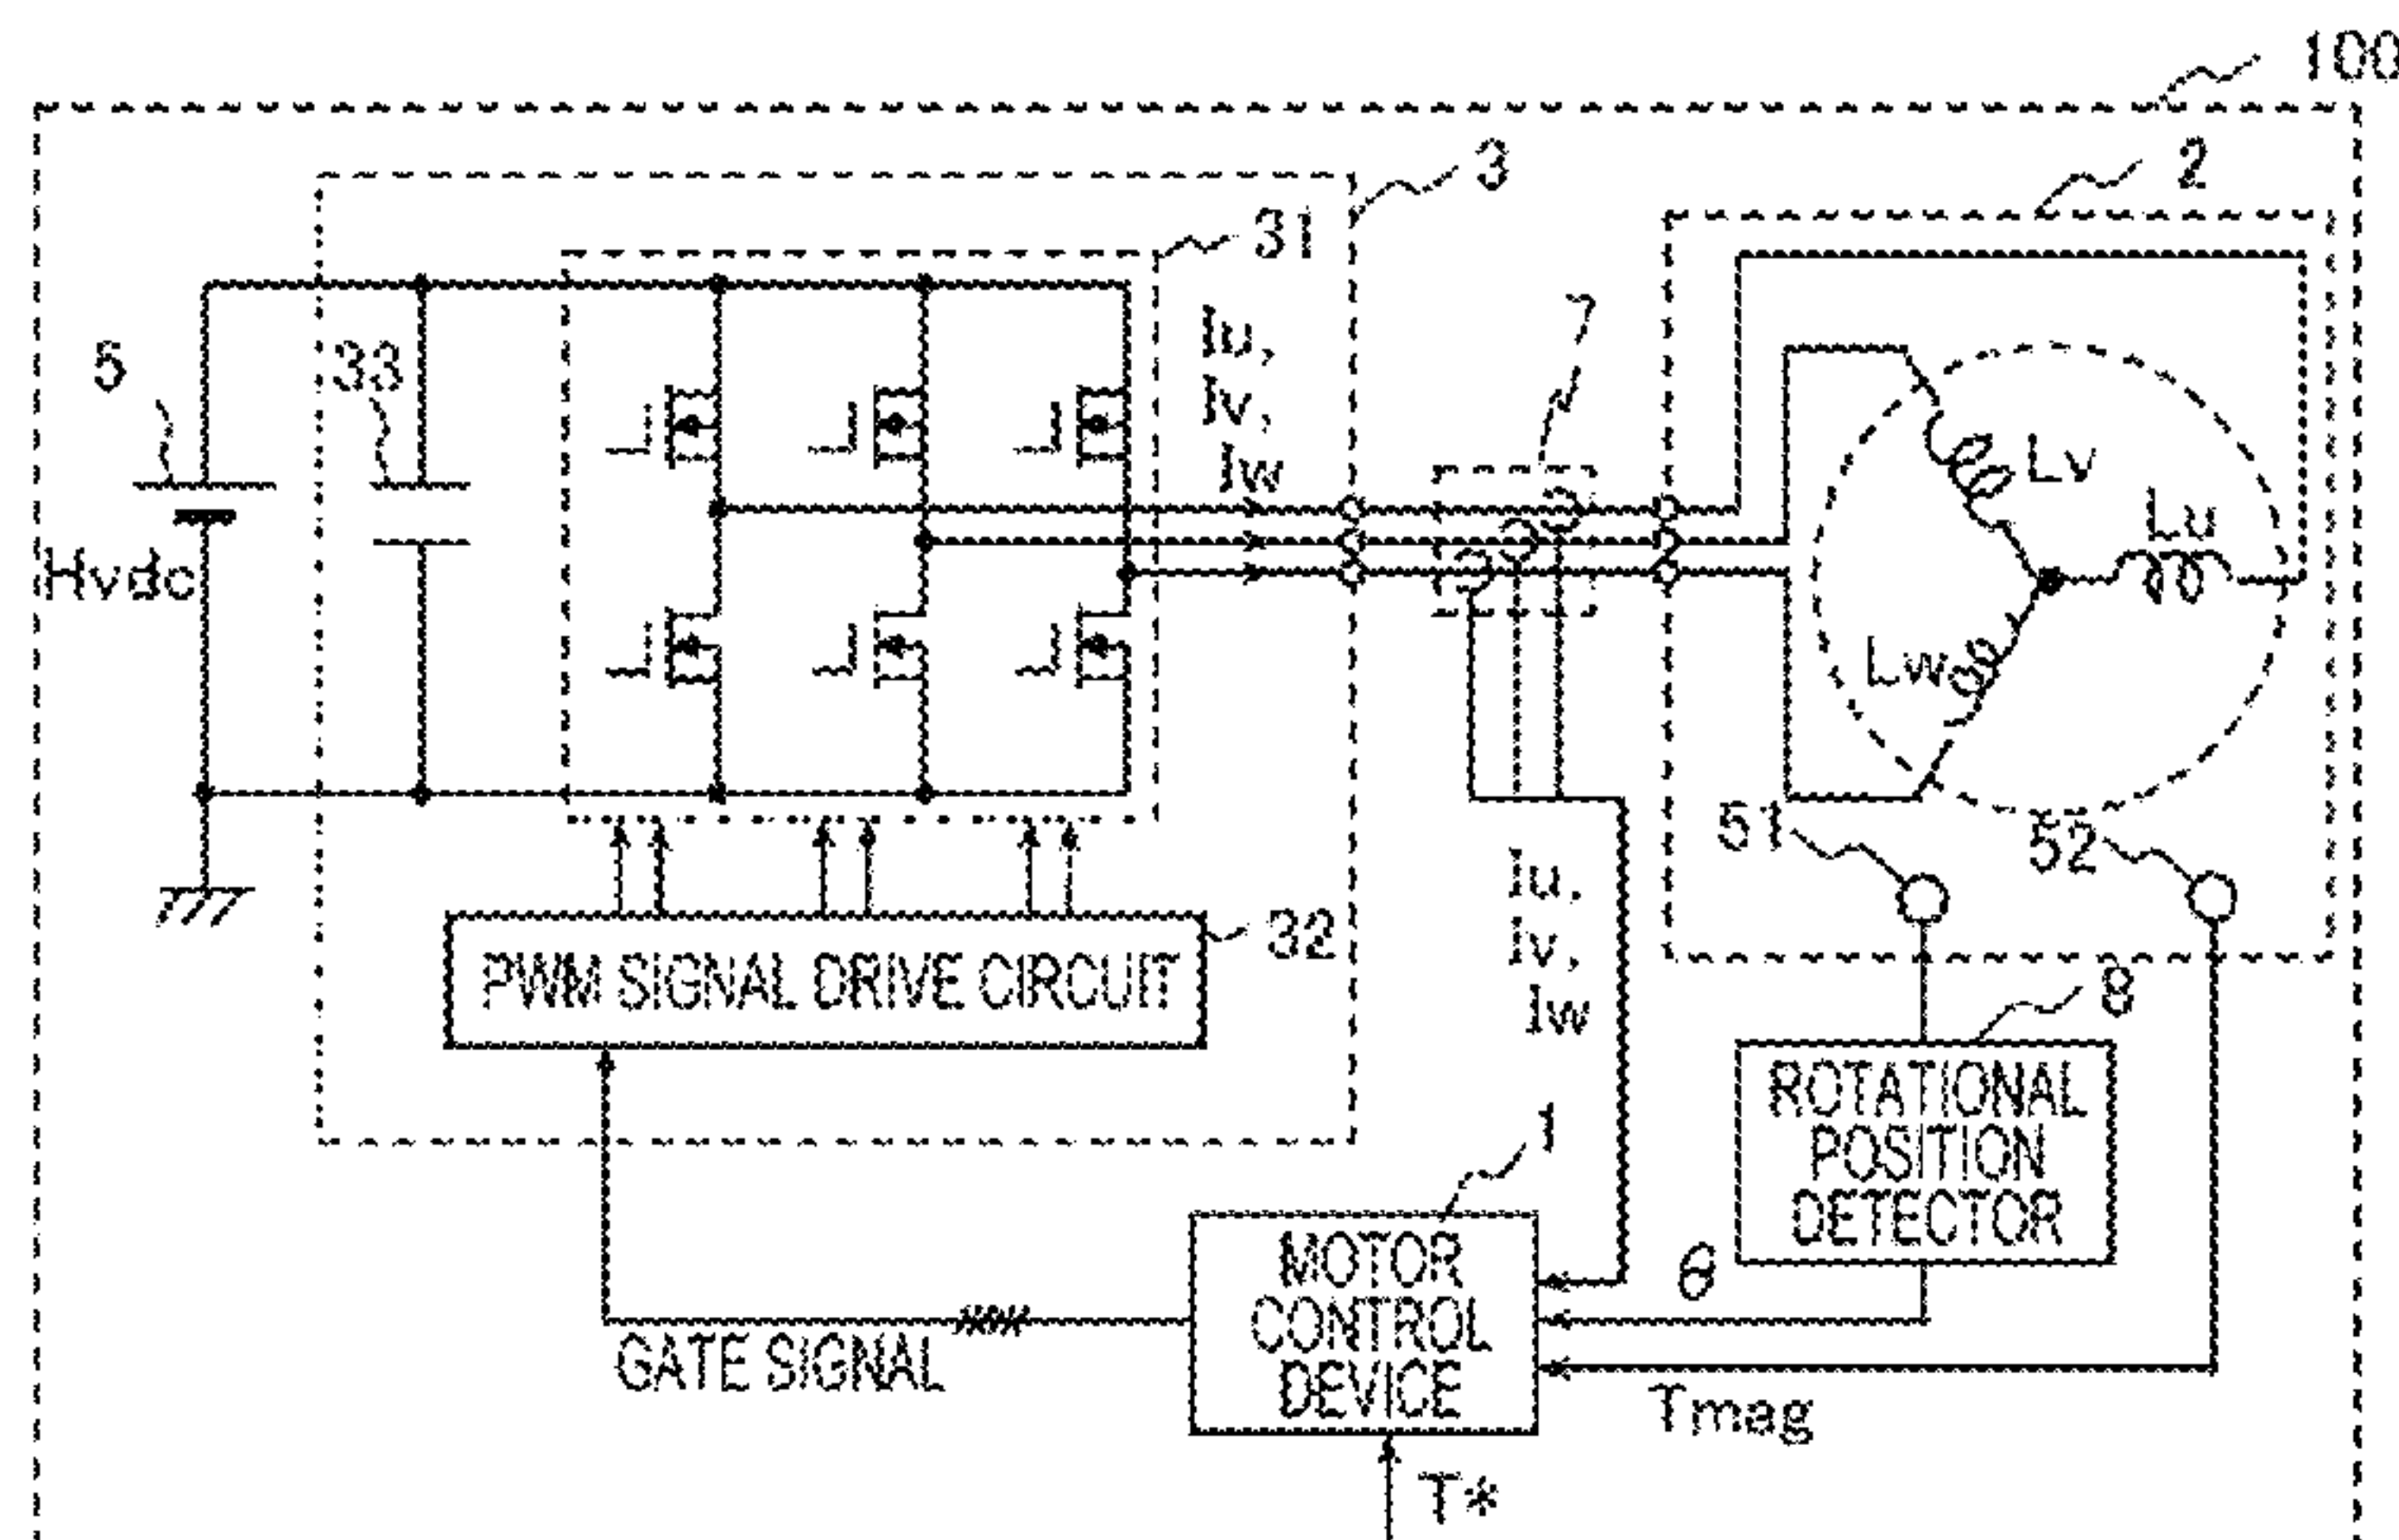 100
3
2
31
7
5
33
Iu,
Iv,
Iw
Lv
Lu
Hvdc
Lw
51
52
Iu,
Iv,
Iw
32
PWM SIGNAL DRIVE CIRCUIT
8
ROTATIONAL
POSITION
DETECTOR
1
MOTOR
CONTROL
DEVICE
θ
GATE SIGNAL
Tmag
T*